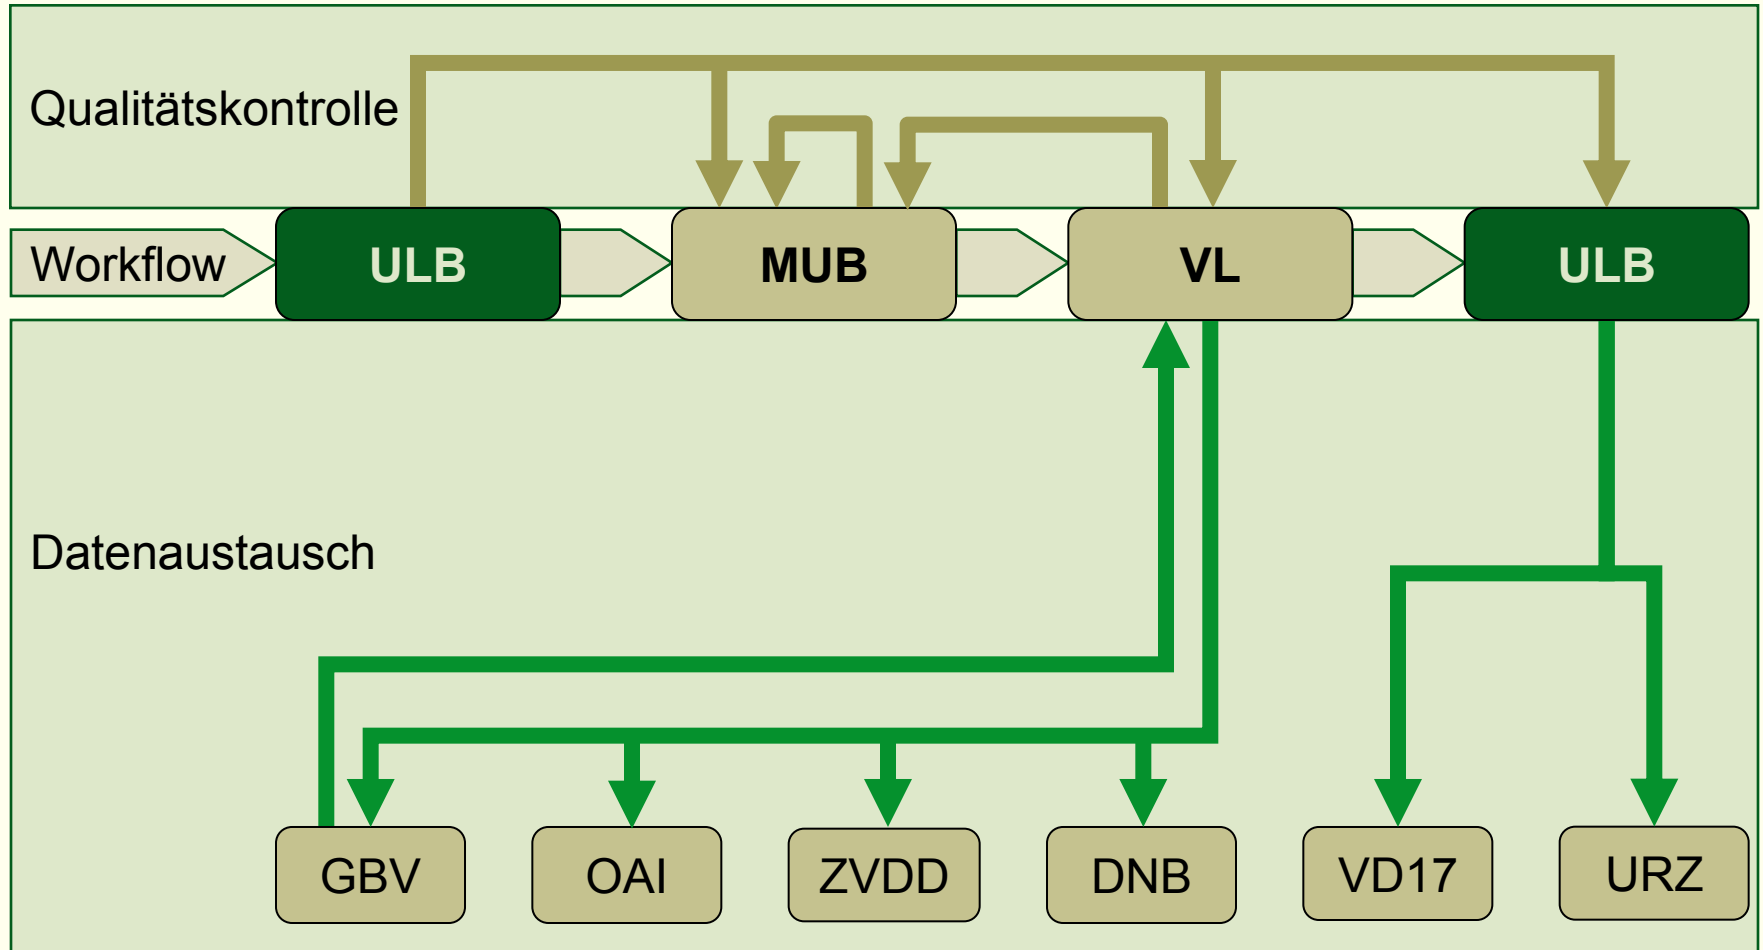 Qualitätskontrolle
Workflow
ULB
MUB
VL
ULB
Datenaustausch
GBV
OAI
ZVDD
DNB
VD17
URZ